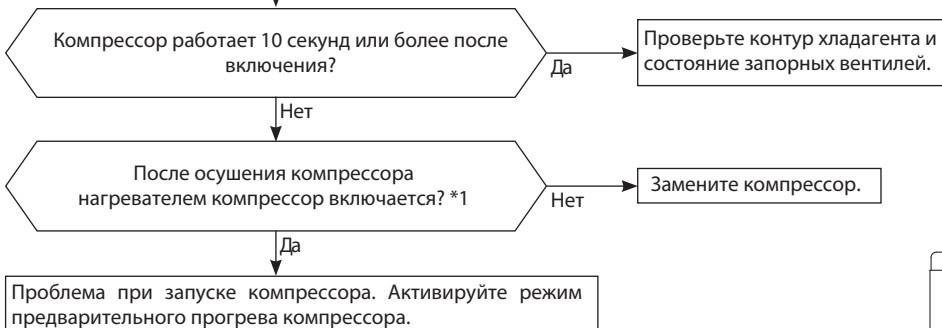 Компрессор работает 10 секунд или более после
включения?
Да
Проверьте контур хладагента и
состояние запорных вентилей.
Нет
После осушения компрессора
нагревателем компрессор включается? *1
Нет
Замените компрессор.
Да
Проблема при запуске компрессора. Активируйте режим
предварительного прогрева компрессора.